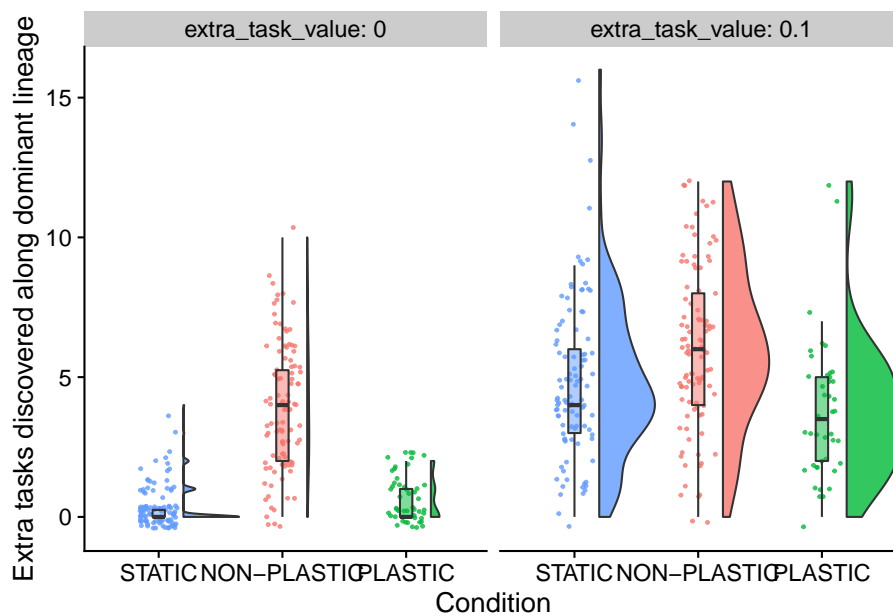 extra_task_value: 0
extra_task_value: 0.1
Extra tasks discovered along dominant lineage
15
10
5
0
STATIC NON−PLASTIC PLASTIC
STATIC NON−PLASTIC PLASTIC
Condition